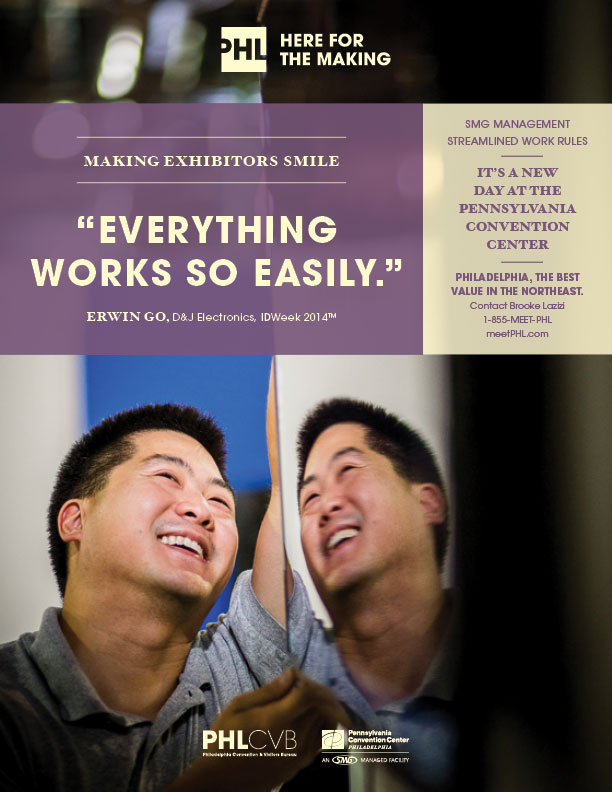 PHL
HERE FOR
THE MAKING
MAKING EXHIBITORS SMILE
“EVERYTHING
WORKS SO EASILY.”
ERWIN GO, D&J Electronics, IDWeek 2014™
SMG MANAGEMENT
STREAMLINED WORK RULES
IT’S A NEW
DAY AT THE
PENNSYLVANIA
CONVENTION
CENTER
PHILADELPHIA, THE BEST
VALUE IN THE NORTHEAST.
Contact Brooke Lazizi
1-855-MEET-PHL
meetPHL.com
PHLCVB
Philadelphia Convention & Visitors Bureau
Pennsylvania
Convention Center
PHILADELPHIA
AN SMG MANAGED FACILITY